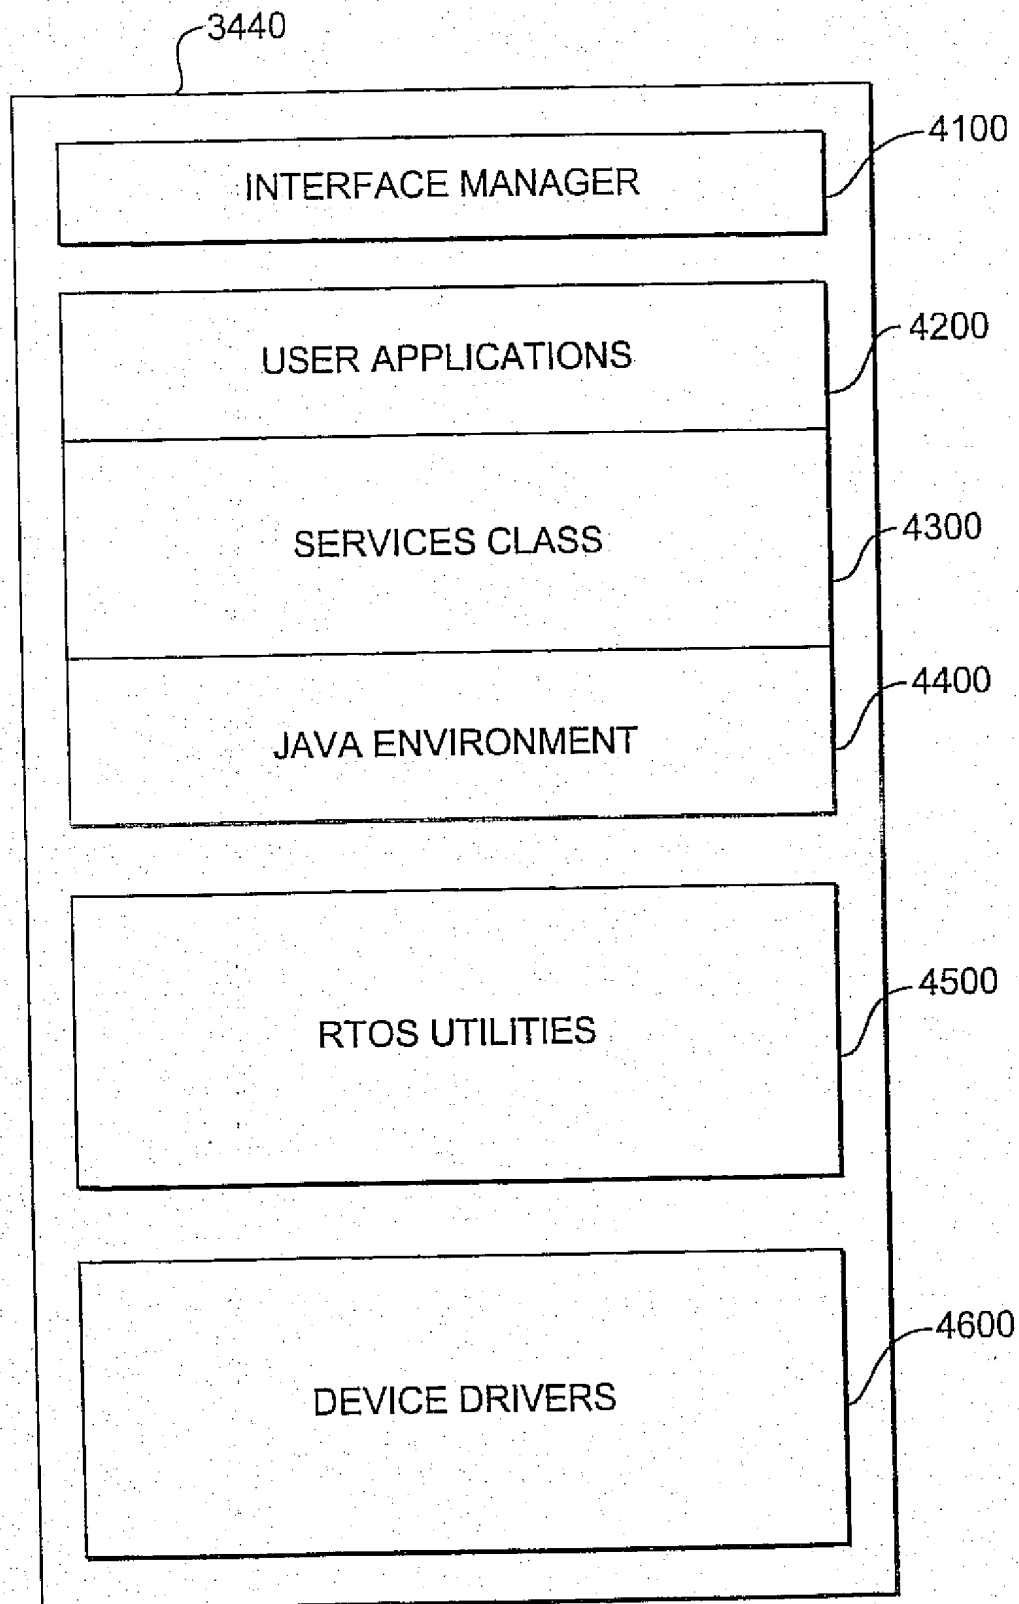 3440
4100
INTERFACE MANAGER
4200
USER APPLICATIONS
4300
SERVICES CLASS
4400
JAVA ENVIRONMENT
4500
RTOS UTILITIES
4600
DEVICE DRIVERS